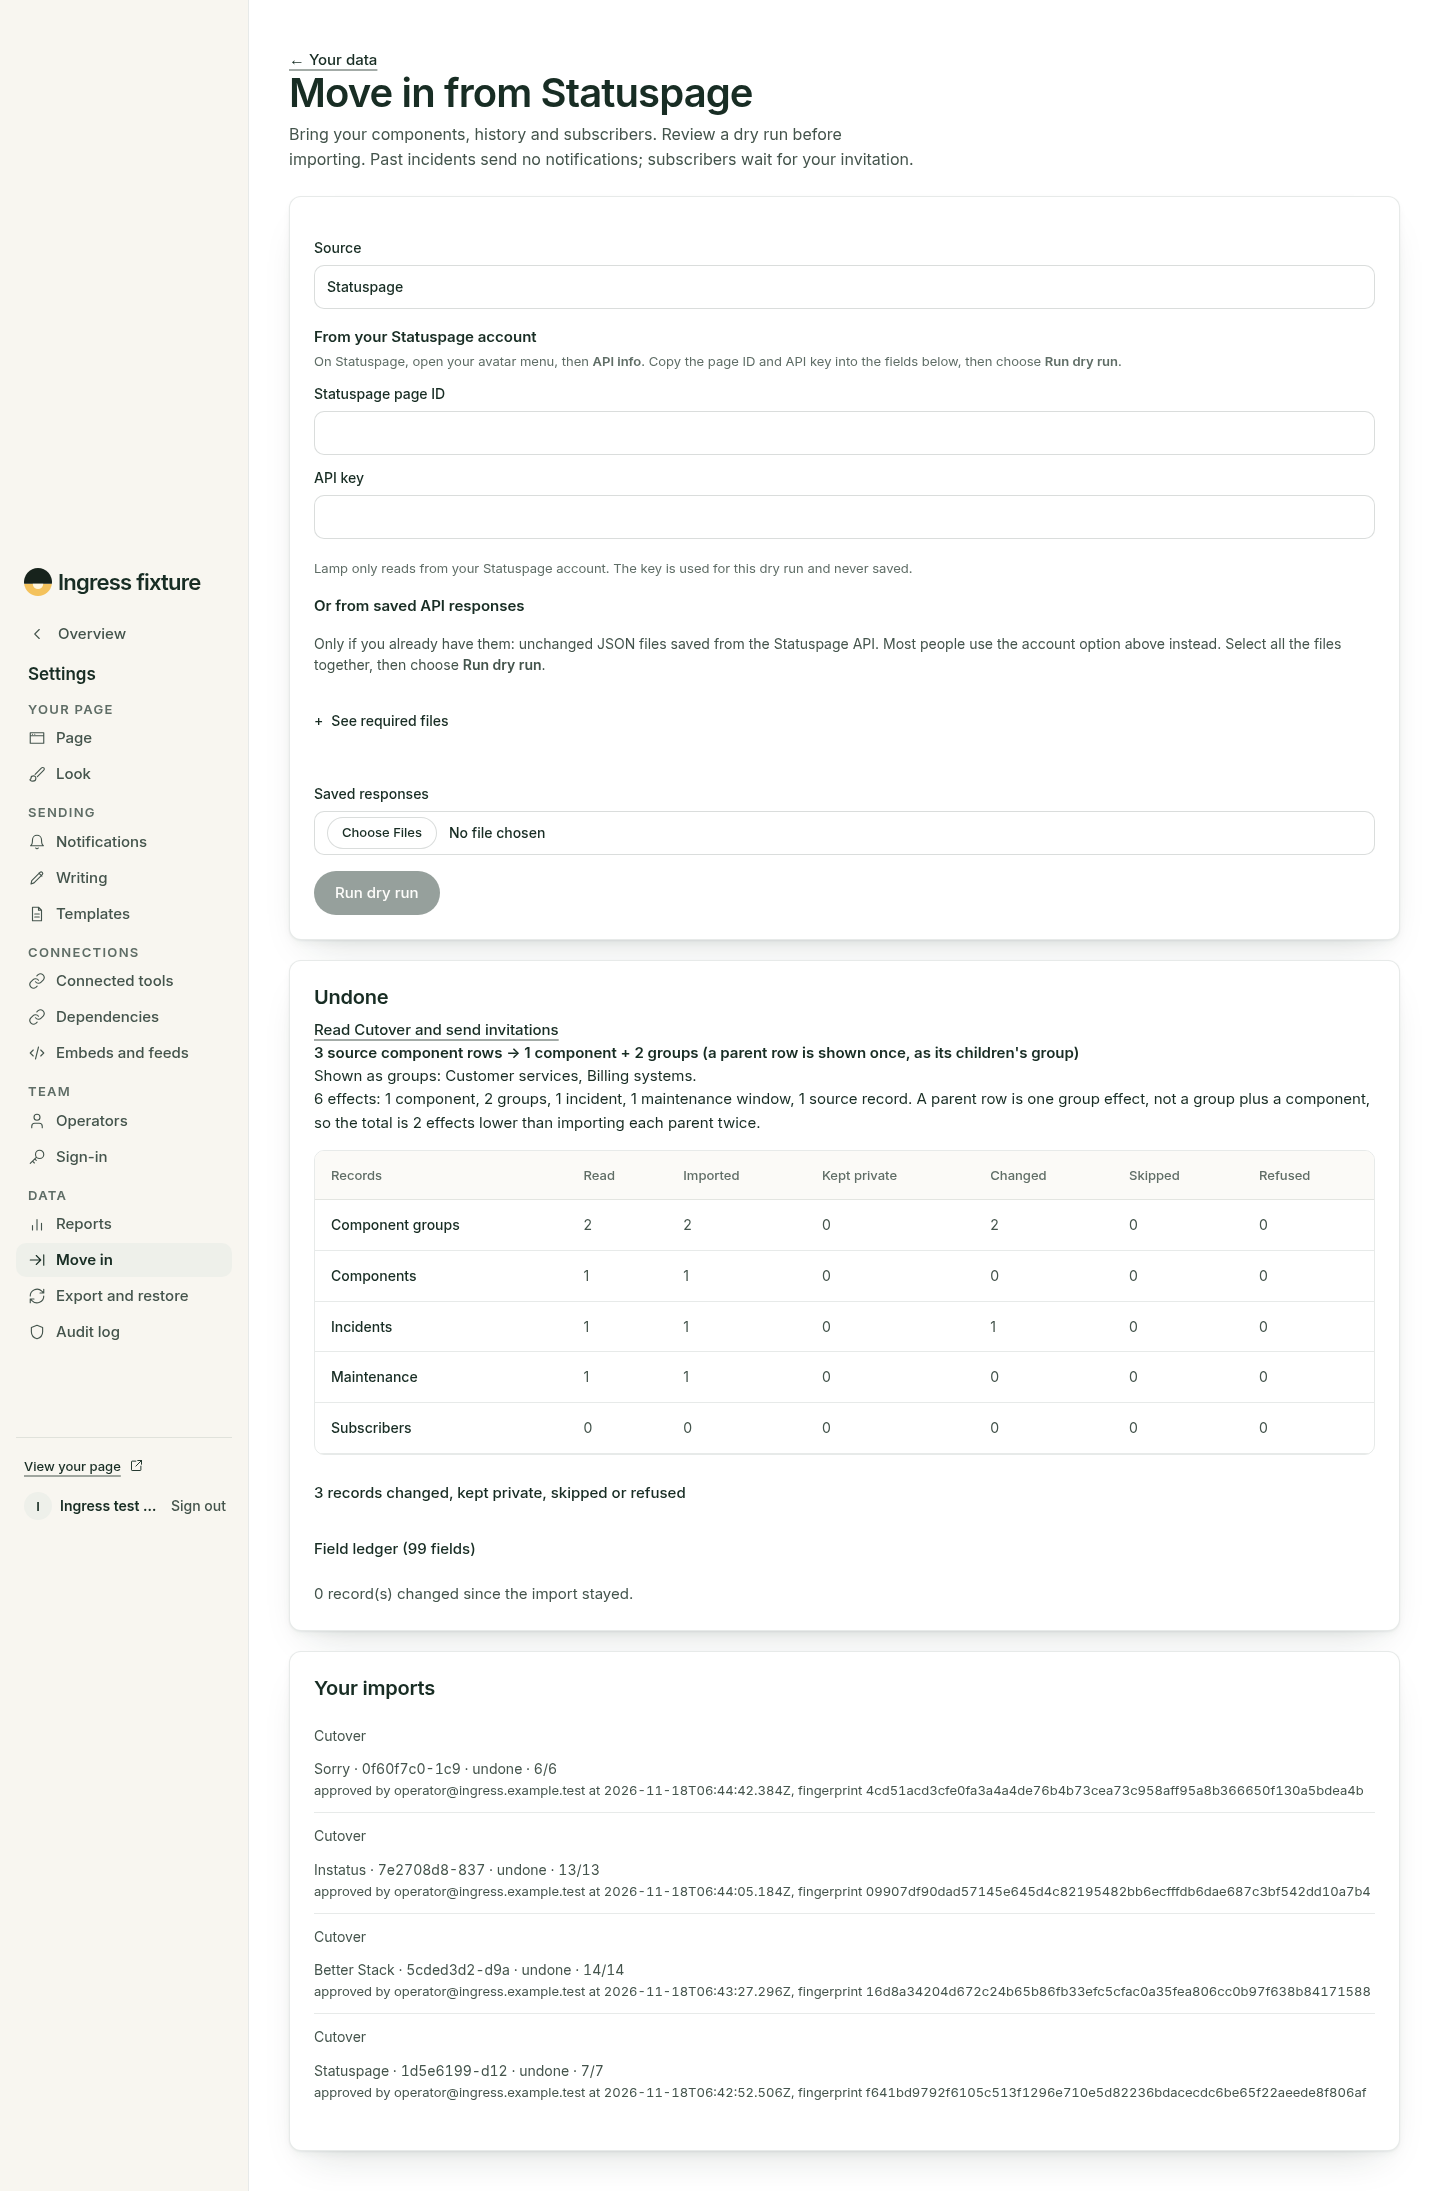 Ingress fixture
Overview
Settings
YOUR PAGE
Page
Look
SENDING
Notifications
Writing
Templates
CONNECTIONS
Connected tools
Dependencies
Embeds and feeds
TEAM
Operators
Sign-in
DATA
Reports
Move in
Export and restore
Audit log
View your page
I Ingress test ... Sign out
← Your data
Move in from Statuspage
Bring your components, history and subscribers. Review a dry run before
importing. Past incidents send no notifications; subscribers wait for your invitation.
Source
Statuspage
From your Statuspage account
On Statuspage, open your avatar menu, then API info. Copy the page ID and API key into the fields below, then choose Run dry run.
Statuspage page ID
API key
Lamp only reads from your Statuspage account. The key is used for this dry run and never saved.
Or from saved API responses
Only if you already have them: unchanged JSON files saved from the Statuspage API. Most people use the account option above instead. Select all the files
together, then choose Run dry run.
+ See required files
Saved responses
Choose Files No file chosen
Run dry run
Undone
Read Cutover and send invitations
3 source component rows → 1 component + 2 groups (a parent row is shown once, as its children's group)
Shown as groups: Customer services, Billing systems.
6 effects: 1 component, 2 groups, 1 incident, 1 maintenance window, 1 source record. A parent row is one group effect, not a group plus a component,
so the total is 2 effects lower than importing each parent twice.
Records Read Imported Kept private Changed Skipped Refused
Component groups 2 2 0 2 0 0
Components 1 1 0 0 0 0
Incidents 1 1 0 1 0 0
Maintenance 1 1 0 0 0 0
Subscribers 0 0 0 0 0 0
3 records changed, kept private, skipped or refused
Field ledger (99 fields)
0 record(s) changed since the import stayed.
Your imports
Cutover
Sorry · 0f60f7c0-1c9 · undone · 6/6
approved by operator@ingress.example.test at 2026-11-18T06:44:42.384Z, fingerprint 4cd51acd3cfe0fa3a4a4de76b4b73cea73c958aff95a8b366650f130a5bdea4b
Cutover
Instatus · 7e2708d8-837 · undone · 13/13
approved by operator@ingress.example.test at 2026-11-18T06:44:05.184Z, fingerprint 09907df90dad57145e645d4c82195482bb6ecfffdb6dae687c3bf542dd10a7b4
Cutover
Better Stack · 5cded3d2-d9a · undone · 14/14
approved by operator@ingress.example.test at 2026-11-18T06:43:27.296Z, fingerprint 16d8a34204d672c24b65b86fb33efc5cfac0a35fea806cc0b97f638b84171588
Cutover
Statuspage · 1d5e6199-d12 · undone · 7/7
approved by operator@ingress.example.test at 2026-11-18T06:42:52.506Z, fingerprint f641bd9792f6105c513f1296e710e5d82236bdacecdc6be65f22aeede8f806af